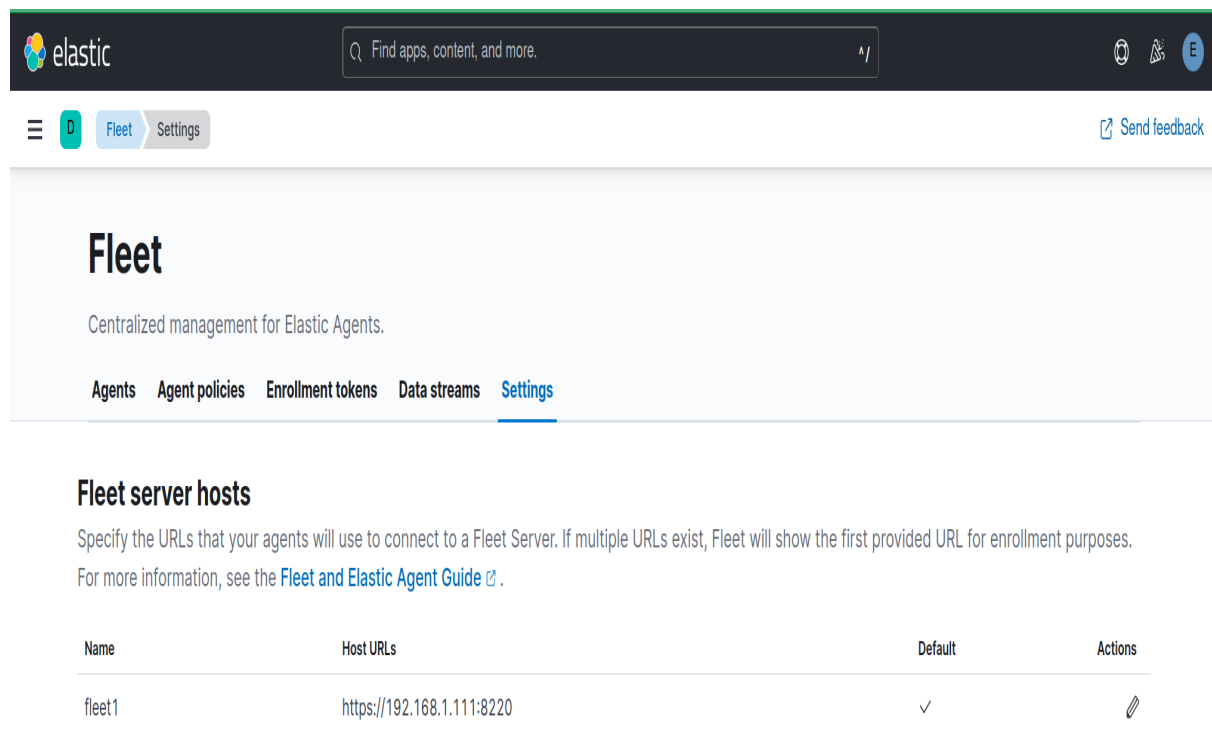 elastic
Find apps, content, and more.
^/
E
D
Fleet
Settings
Send feedback
Fleet
Centralized management for Elastic Agents.
Agents Agent policies Enrollment tokens Data streams Settings
Fleet server hosts
Specify the URLs that your agents will use to connect to a Fleet Server. If multiple URLs exist, Fleet will show the first provided URL for enrollment purposes.
For more information, see the Fleet and Elastic Agent Guide .
Name Host URLs Default Actions
fleet1 https://192.168.1.111:8220